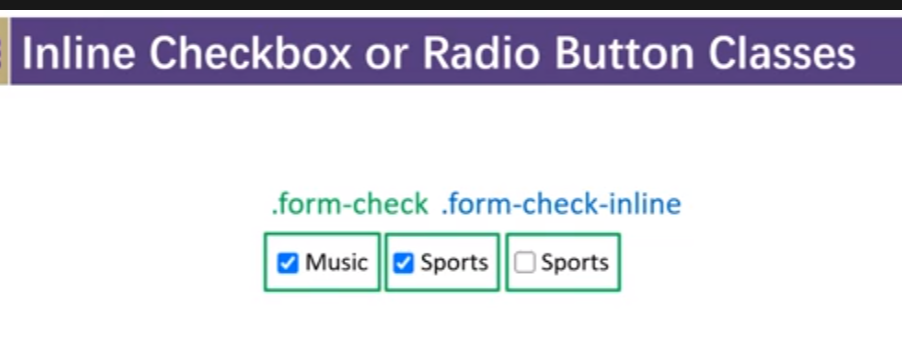 Inline Checkbox or Radio Button Classes
.form-check .form-check-inline
Music Sports Sports